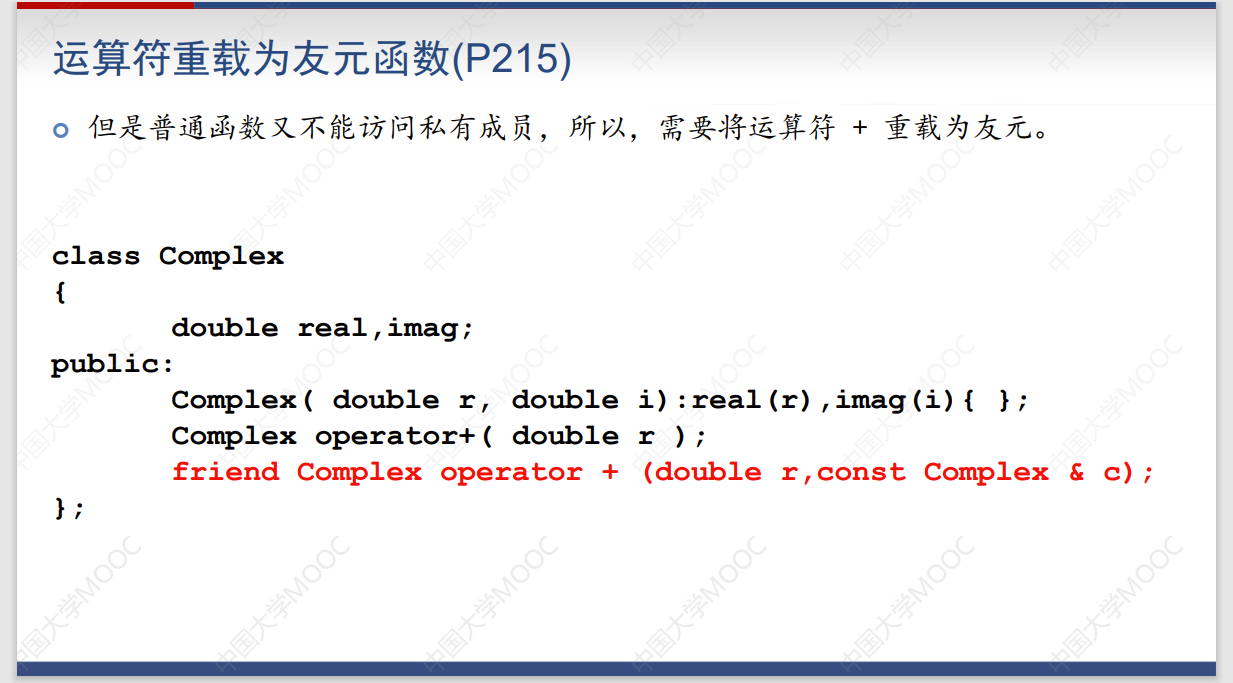 运算符重载为友元函数(P215)
但是普通函数又不能访问私有成员，所以，需要将运算符 + 重载为友元。
class Complex
{
double real,imag;
public:
Complex( double r, double i):real(r),imag(i){ };
Complex operator+( double r );
friend Complex operator + (double r,const Complex & c);
};
中国大学MOOC